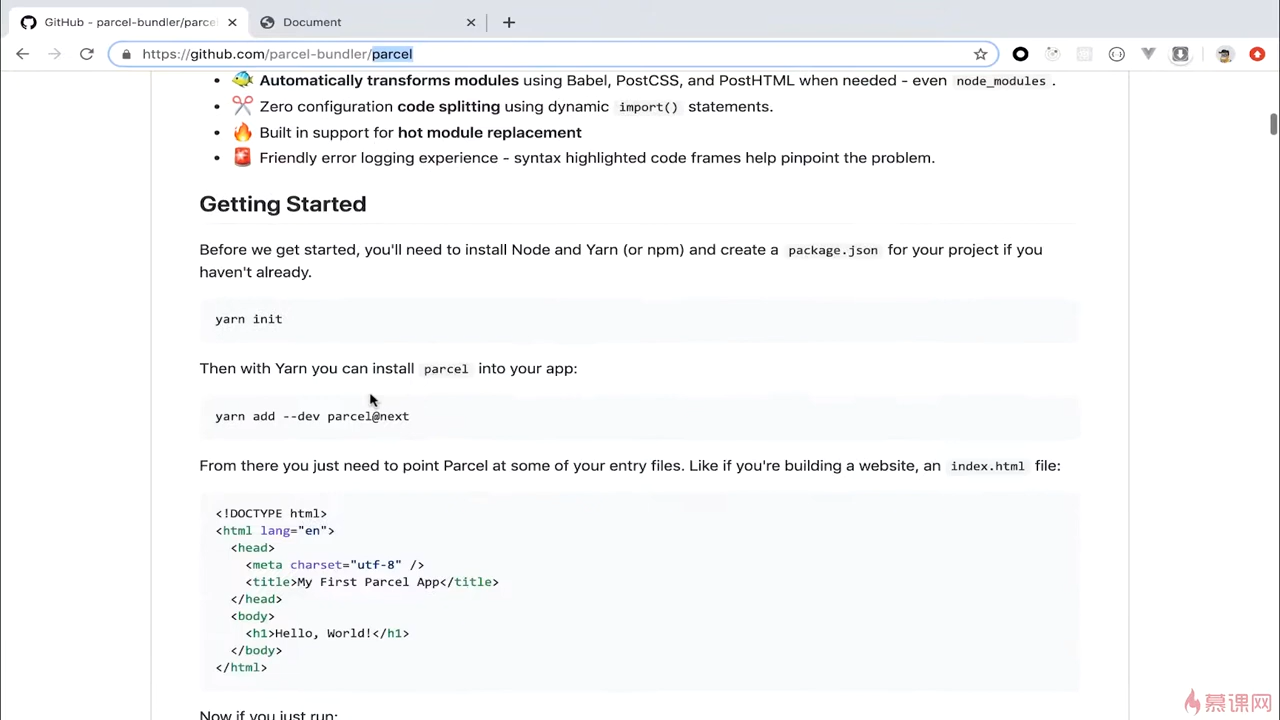 GitHub - parcel-bundler/parce
Document
https://github.com/parcel-bundler/parcel
Automatically transforms modules using Babel, PostCSS, and PostHTML when needed - even node_modules .
Zero configuration code splitting using dynamic import() statements.
Built in support for hot module replacement
Friendly error logging experience - syntax highlighted code frames help pinpoint the problem.
Getting Started
Before we get started, you'll need to install Node and Yarn (or npm) and create a package.json for your project if you
haven't already.
yarn init
Then with Yarn you can install parcel into your app:
yarn add --dev parcel@next
From there you just need to point Parcel at some of your entry files. Like if you're building a website, an index.html file:
<!DOCTYPE html>
<html lang="en">
<head>
<meta charset="utf-8" />
<title>My First Parcel App</title>
</head>
<body>
<h1>Hello, World!</h1>
</body>
</html>
Now if you just run:
慕课网